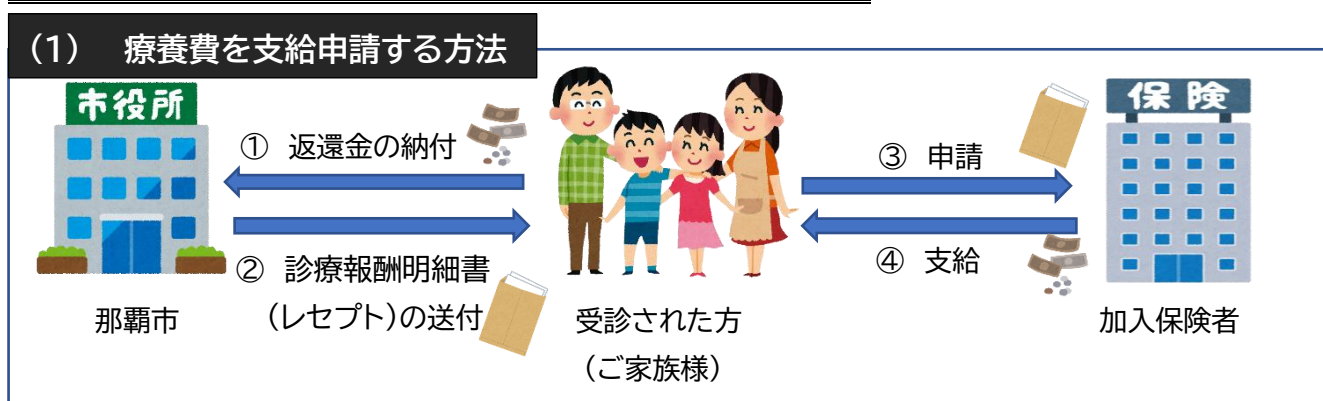 (1) 療養費を支給申請する方法
市役所
保険
① 返還金の納付
③ 申請
② 診療報酬明細書
(レセプト)の送付
④ 支給
那覇市
受診された方
(ご家族様)
加入保険者